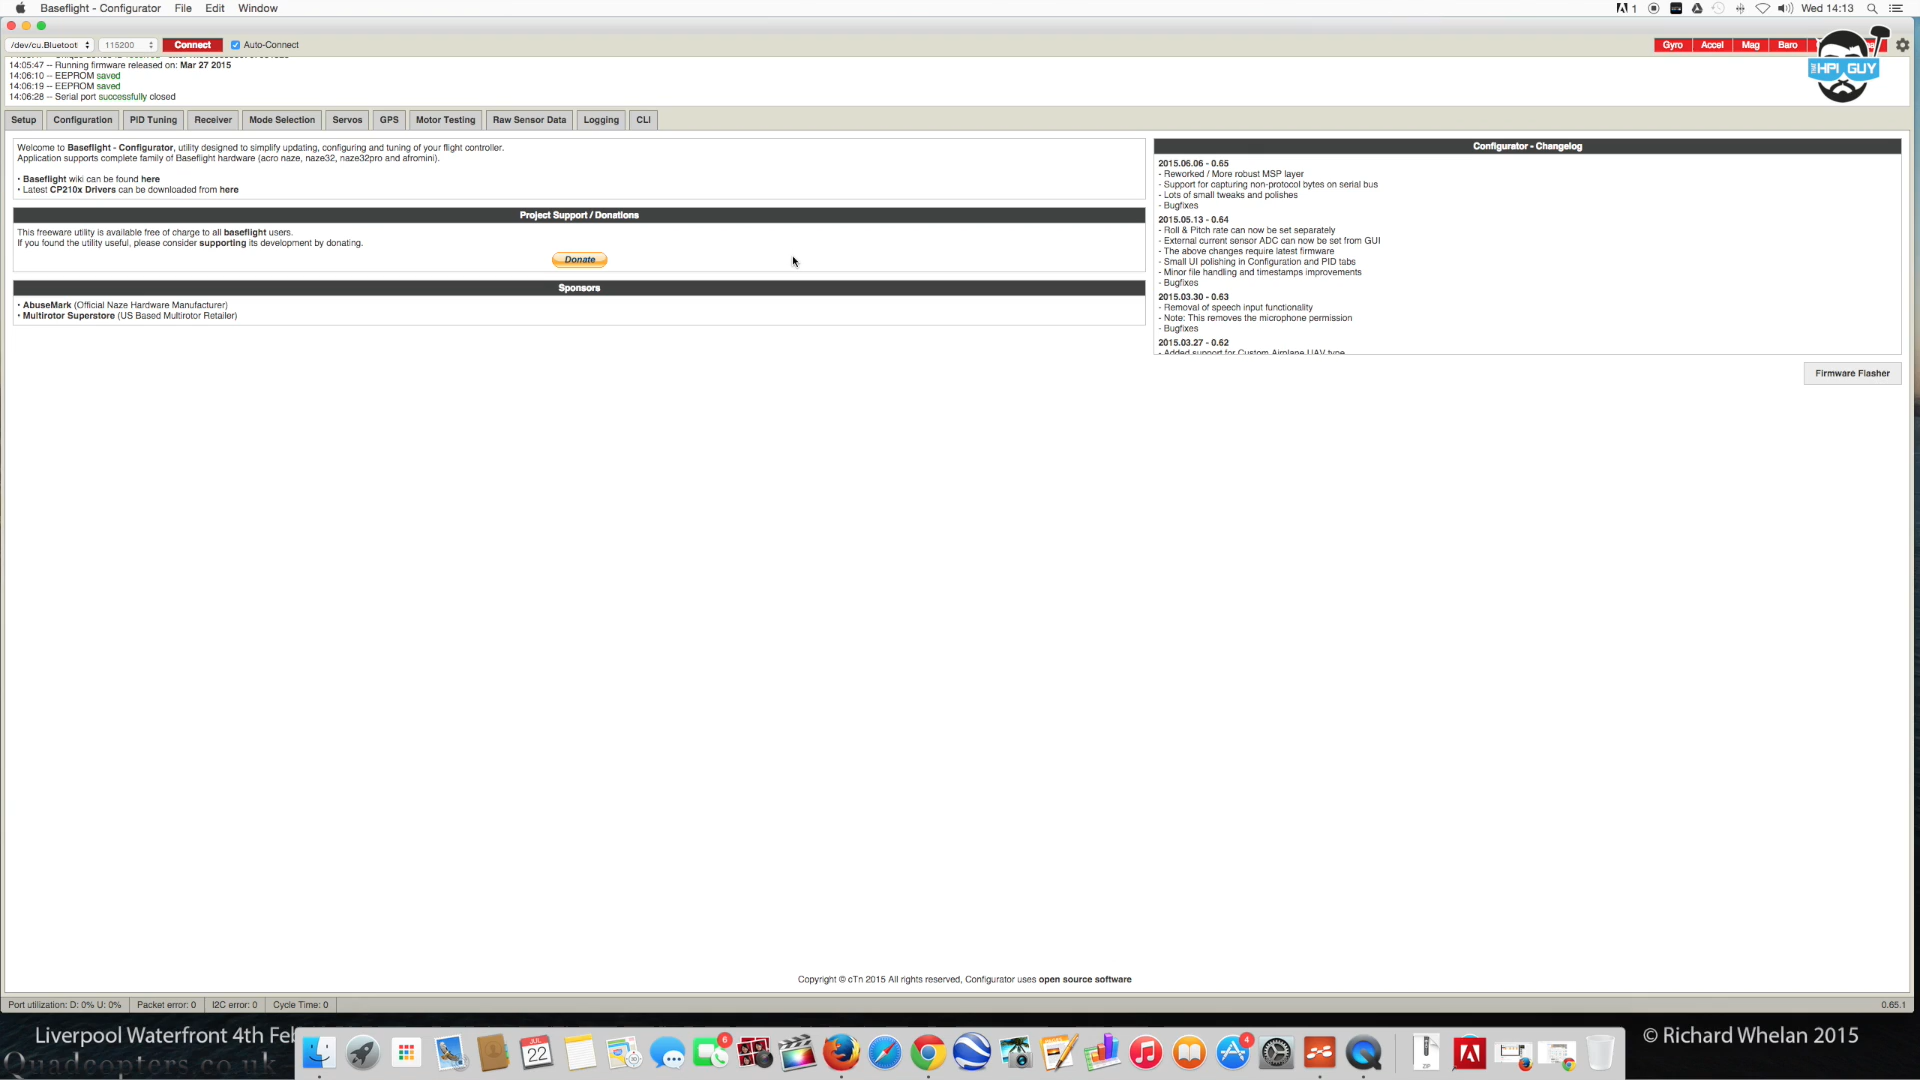 Baseflight - Configurator File Edit Window
1 Wed 14:13
/dev/cu.Bluetoot 115200 Connect Auto-Connect
Gyro Accel Mag Baro
THE HPI GUY
14:05:47 -- Running firmware released on: Mar 27 2015
14:06:10 -- EEPROM saved
14:06:19 -- EEPROM saved
14:06:28 -- Serial port successfully closed
Setup Configuration PID Tuning Receiver Mode Selection Servos GPS Motor Testing Raw Sensor Data Logging CLI
Welcome to Baseflight - Configurator, utility designed to simplify updating, configuring and tuning of your flight controller.
Application supports complete family of Baseflight hardware (acro naze, naze32, naze32pro and afromini).
• Baseflight wiki can be found here
• Latest CP210x Drivers can be downloaded from here
Project Support / Donations
This freeware utility is available free of charge to all baseflight users.
If you found the utility useful, please consider supporting its development by donating.
Donate
Sponsors
• AbuseMark (Official Naze Hardware Manufacturer)
• Multirotor Superstore (US Based Multirotor Retailer)
Configurator - Changelog
2015.06.06 - 0.65
- Reworked / More robust MSP layer
- Support for capturing non-protocol bytes on serial bus
- Lots of small tweaks and polishes
- Bugfixes
2015.05.13 - 0.64
- Roll & Pitch rate can now be set separately
- External current sensor ADC can now be set from GUI
- The above changes require latest firmware
- Small UI polishing in Configuration and PID tabs
- Minor file handling and timestamps improvements
- Bugfixes
2015.03.30 - 0.63
- Removal of speech input functionality
- Note: This removes the microphone permission
- Bugfixes
2015.03.27 - 0.62
- Added support for Custom Airplane UAV type
Firmware Flasher
Copyright © cTn 2015 All rights reserved, Configurator uses open source software
Port utilization: D: 0% U: 0% Packet error: 0 I2C error: 0 Cycle Time: 0 0.65.1
Liverpool Waterfront 4th Feb
Quadcopters.co.uk
© Richard Whelan 2015
JUL
22
6
4
ZIP